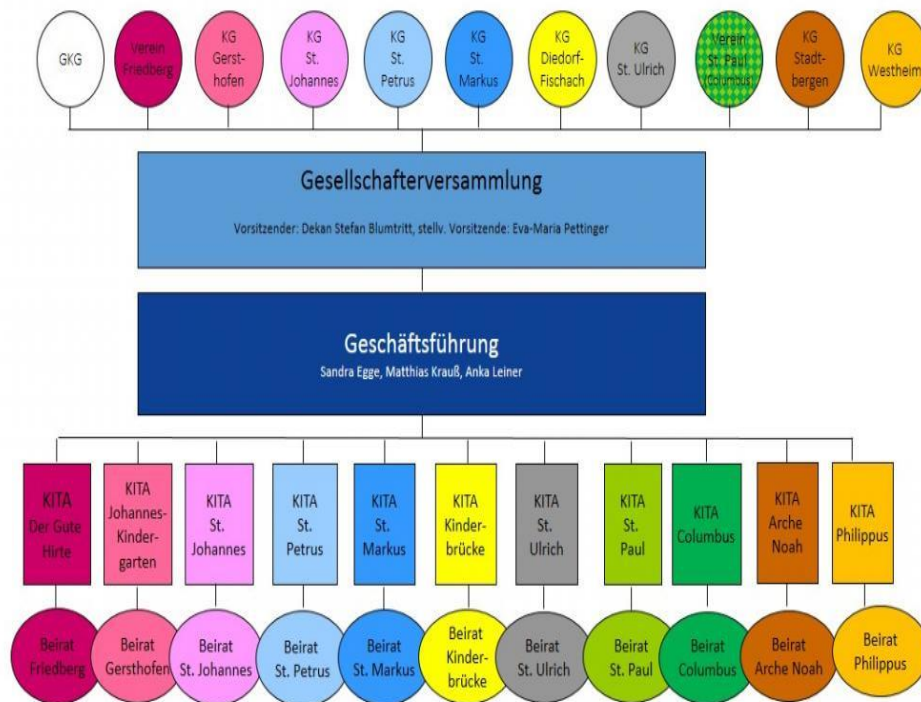 GKG
Verein
Friedberg
KG
Gerst-
hofen
KG
St.
Johannes
KG
St.
Petrus
KG
St.
Markus
KG
Diedorf-
Fischach
KG
St. Ulrich
Verein
St. Paul
Columbus
KG
Stadt-
bergen
KG
Westheim
Gesellschafterversammlung
Vorsitzender: Dekan Stefan Blumtritt, stellv. Vorsitzende: Eva-Maria Pettinger
Geschäftsführung
Sandra Egge, Matthias Krauß, Anka Leiner
KITA
Der Gute
Hirte
KITA
Johannes-
Kinder-
garten
KITA
St.
Johannes
KITA
St.
Petrus
KITA
St.
Markus
KITA
Kinder-
brücke
KITA
St.
Ulrich
KITA
St.
Paul
KITA
Columbus
KITA
Arche
Noah
KITA
Philippus
Beirat
Friedberg
Beirat
Gersthofen
Beirat
St. Johannes
Beirat
St. Petrus
Beirat
St. Markus
Beirat
Kinder-
brücke
Beirat
St. Ulrich
Beirat
St. Paul
Beirat
Columbus
Beirat
Arche Noah
Beirat
Philippus